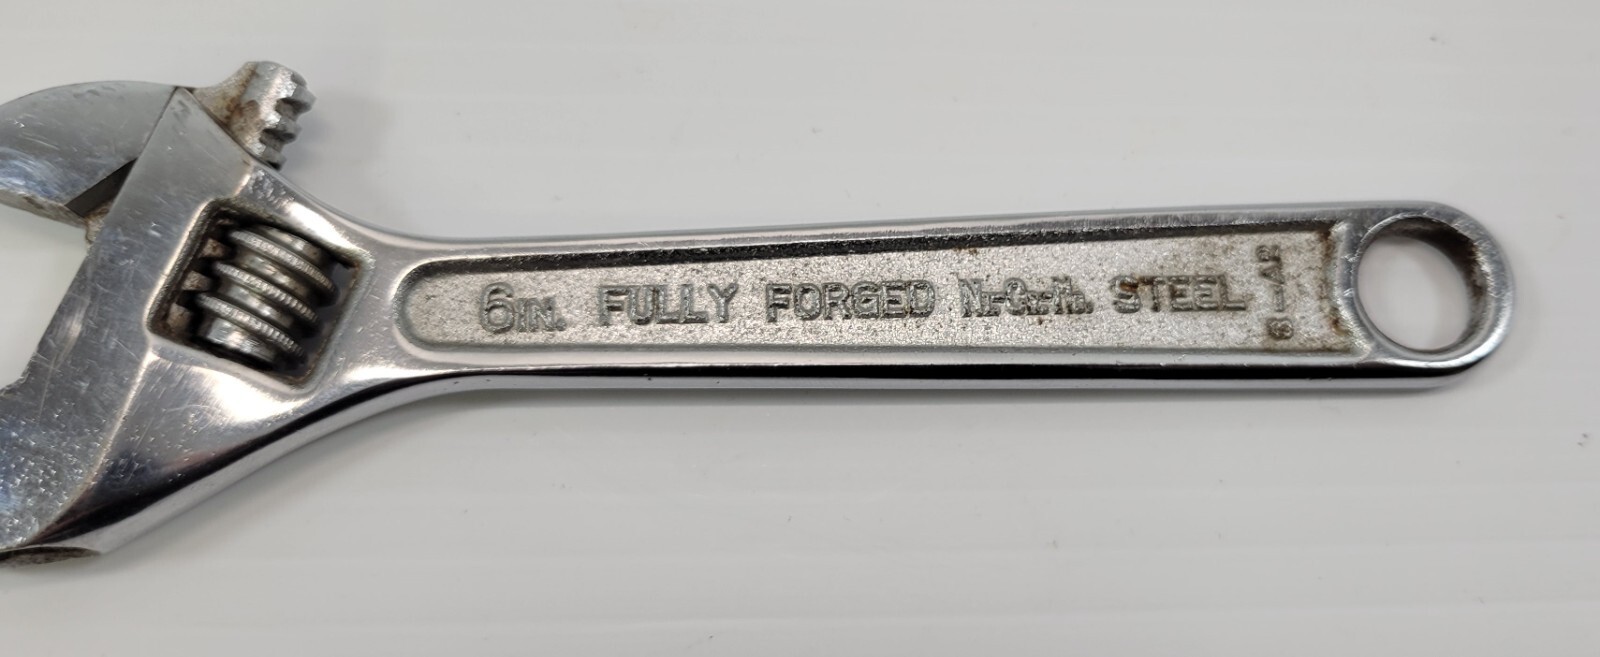 6IN. FULLY FORGED Ni-Cr-Mo. STEEL